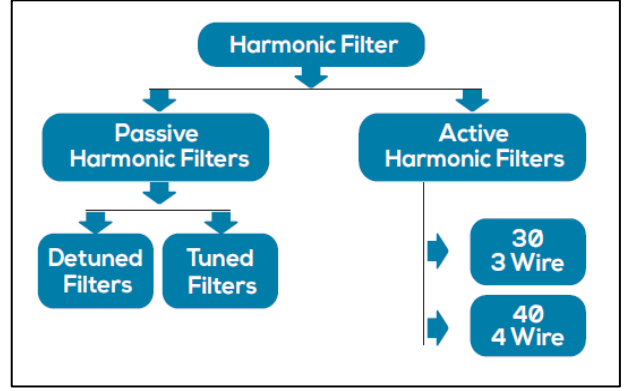 Harmonic Filter
Passive
Harmonic Filters
Active
Harmonic Filters
Detuned
Filters
Tuned
Filters
3Ø
3 Wire
4Ø
4 Wire